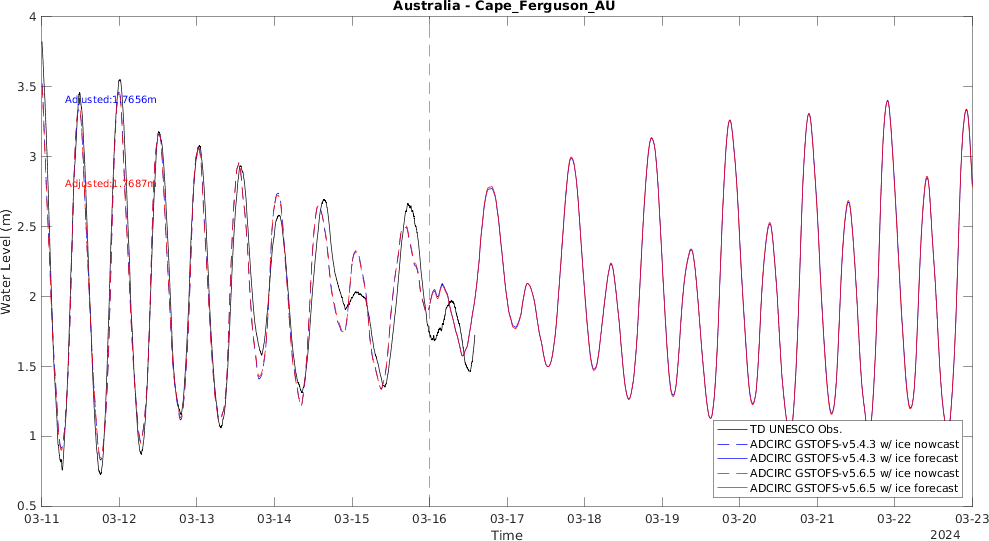 Australia - Cape_Ferguson_AU
4
3.5
3
2.5
2
1.5
1
0.5
Water Level (m)
Adjusted:1.7656m
Adjusted:1.7687m
TD UNESCO Obs.
ADCIRC GSTOFS-v5.4.3 w/ ice nowcast
ADCIRC GSTOFS-v5.4.3 w/ ice forecast
ADCIRC GSTOFS-v5.6.5 w/ ice nowcast
ADCIRC GSTOFS-v5.6.5 w/ ice forecast
03-11 03-12 03-13 03-14 03-15 03-16 03-17 03-18 03-19 03-20 03-21 03-22 03-23
Time
2024